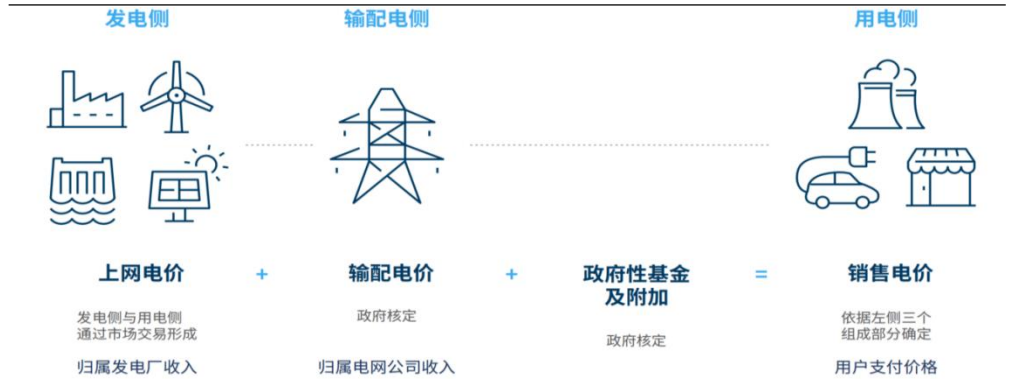 发电侧
输配电侧
用电侧
上网电价
+
输配电价
+
政府性基金
及附加
=
销售电价
发电侧与用电侧
通过市场交易形成
政府核定
政府核定
依据左侧三个
组成部分确定
归属发电厂收入
归属电网公司收入
用户支付价格